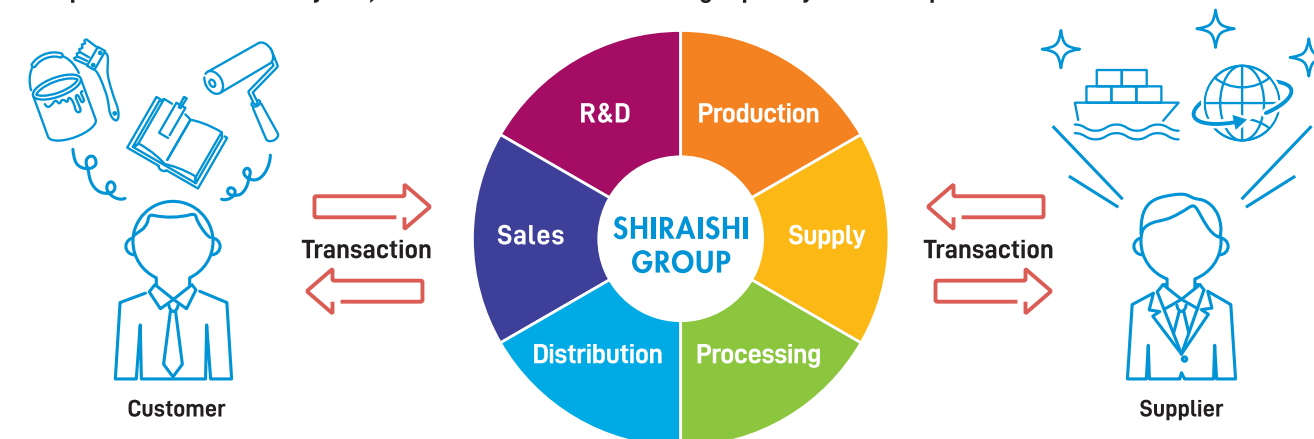 R&D
Production
Sales
SHIRAISHI
GROUP
Supply
Transaction
Transaction
Distribution
Processing
Customer
Supplier